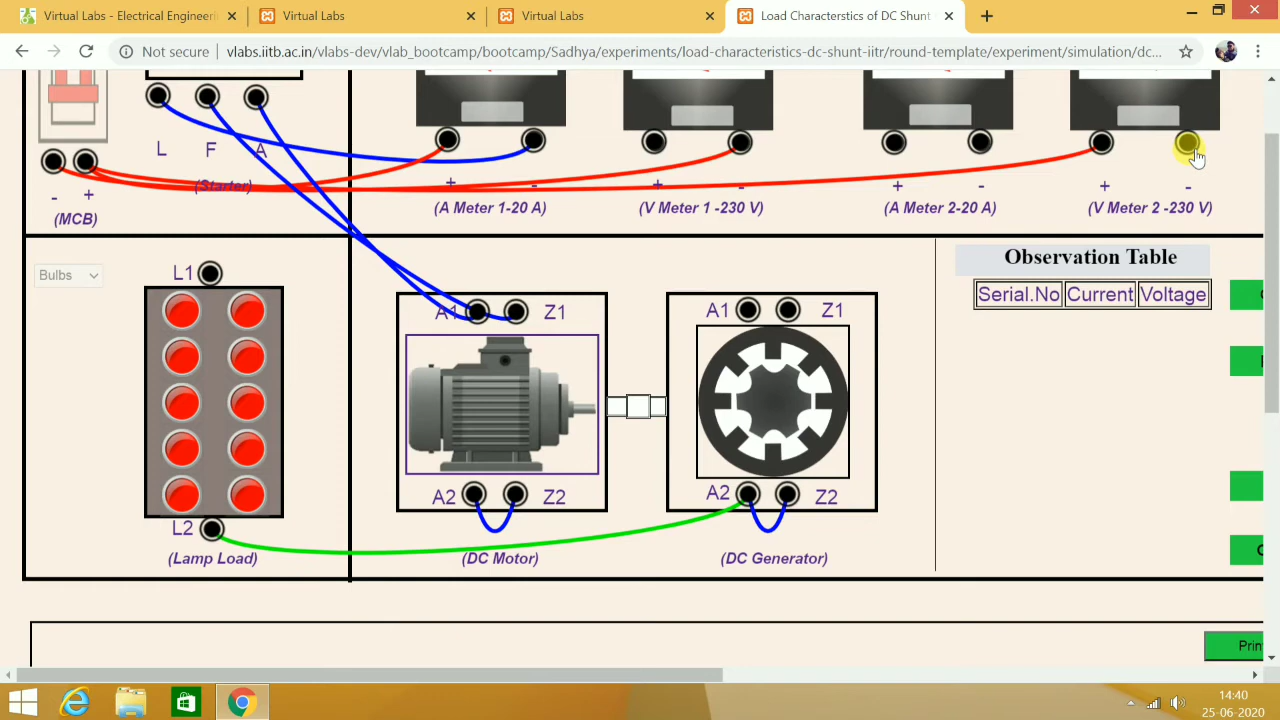 Virtual Labs - Electrical Engineerin
Virtual Labs
Virtual Labs
Load Characterstics of DC Shunt
Not secure
vlabs.iitb.ac.in/vlabs-dev/vlab_bootcamp/bootcamp/Sadhya/experiments/load-characteristics-dc-shunt-iitr/round-template/experiment/simulation/dc...
L F A
(Starter)
- +
(MCB)
+ -
(A Meter 1-20 A)
+ -
(V Meter 1 -230 V)
+ -
(A Meter 2-20 A)
+ -
(V Meter 2 -230 V)
Bulbs
L1
L2
(Lamp Load)
A1 Z1
A2 Z2
(DC Motor)
A1 Z1
A2 Z2
(DC Generator)
Observation Table
Serial.No Current Voltage
14:40
25-06-2020